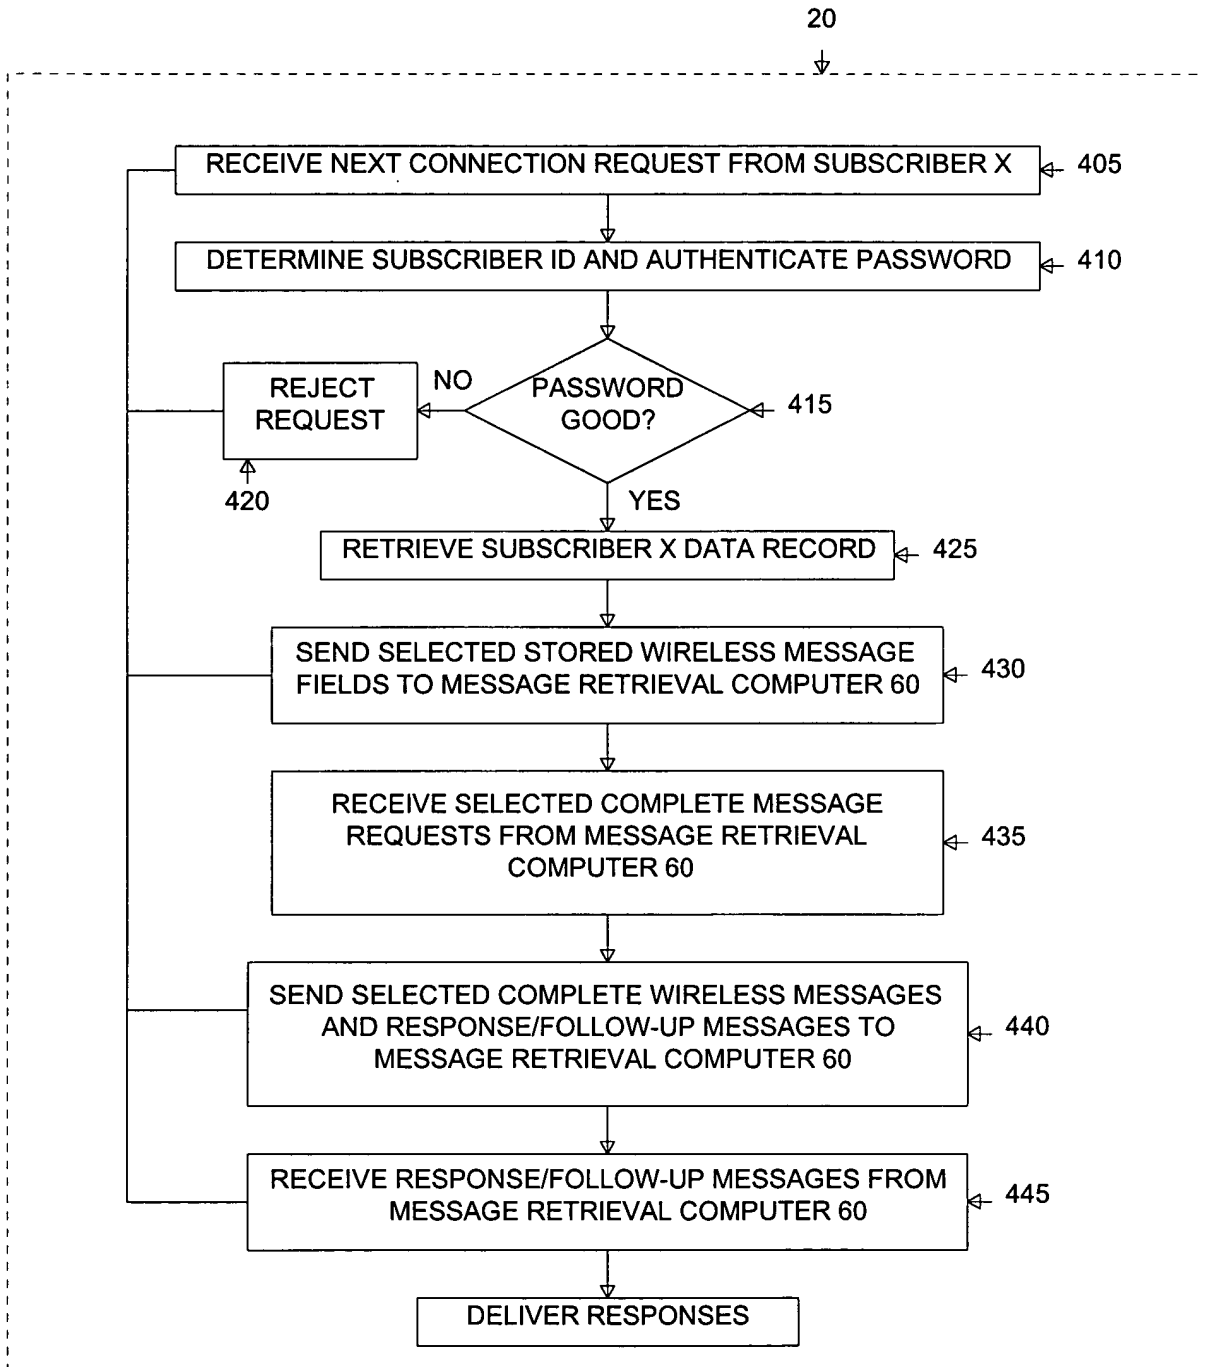 20
RECEIVE NEXT CONNECTION REQUEST FROM SUBSCRIBER X
405
DETERMINE SUBSCRIBER ID AND AUTHENTICATE PASSWORD
410
REJECT
REQUEST
NO
PASSWORD
GOOD?
415
420
YES
RETRIEVE SUBSCRIBER X DATA RECORD
425
SEND SELECTED STORED WIRELESS MESSAGE
FIELDS TO MESSAGE RETRIEVAL COMPUTER 60
430
RECEIVE SELECTED COMPLETE MESSAGE
REQUESTS FROM MESSAGE RETRIEVAL
COMPUTER 60
435
SEND SELECTED COMPLETE WIRELESS MESSAGES
AND RESPONSE/FOLLOW-UP MESSAGES TO
MESSAGE RETRIEVAL COMPUTER 60
440
RECEIVE RESPONSE/FOLLOW-UP MESSAGES FROM
MESSAGE RETRIEVAL COMPUTER 60
445
DELIVER RESPONSES